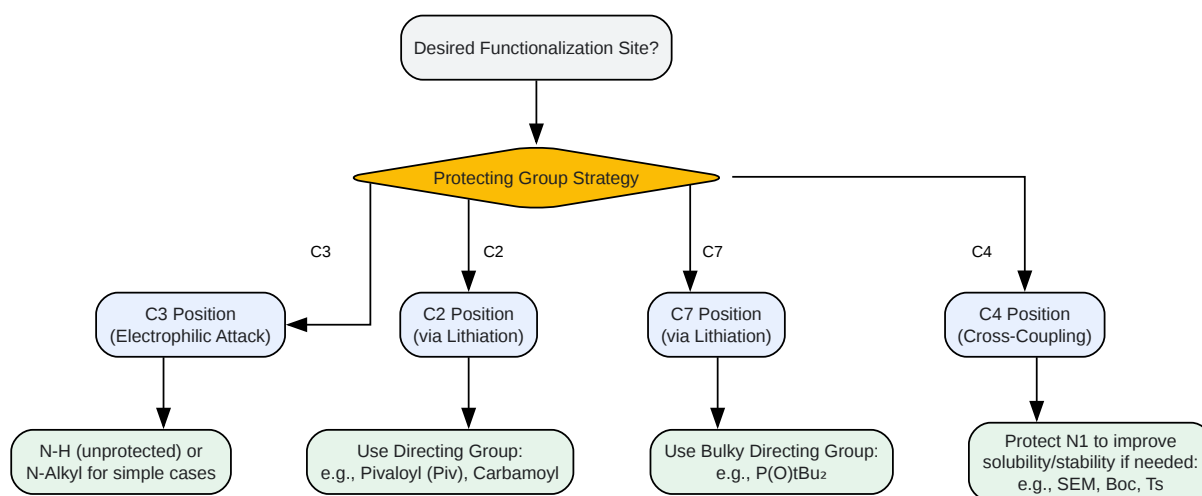 Desired Functionalization Site?
Protecting Group Strategy
C3
C2
C7
C4
C3 Position
(Electrophilic Attack)
C2 Position
(via Lithiation)
C7 Position
(via Lithiation)
C4 Position
(Cross-Coupling)
N-H (unprotected) or
N-Alkyl for simple cases
Use Directing Group:
e.g., Pivaloyl (Piv), Carbamoyl
Use Bulky Directing Group:
e.g., P(O)tBu₂
Protect N1 to improve
solubility/stability if needed:
e.g., SEM, Boc, Ts